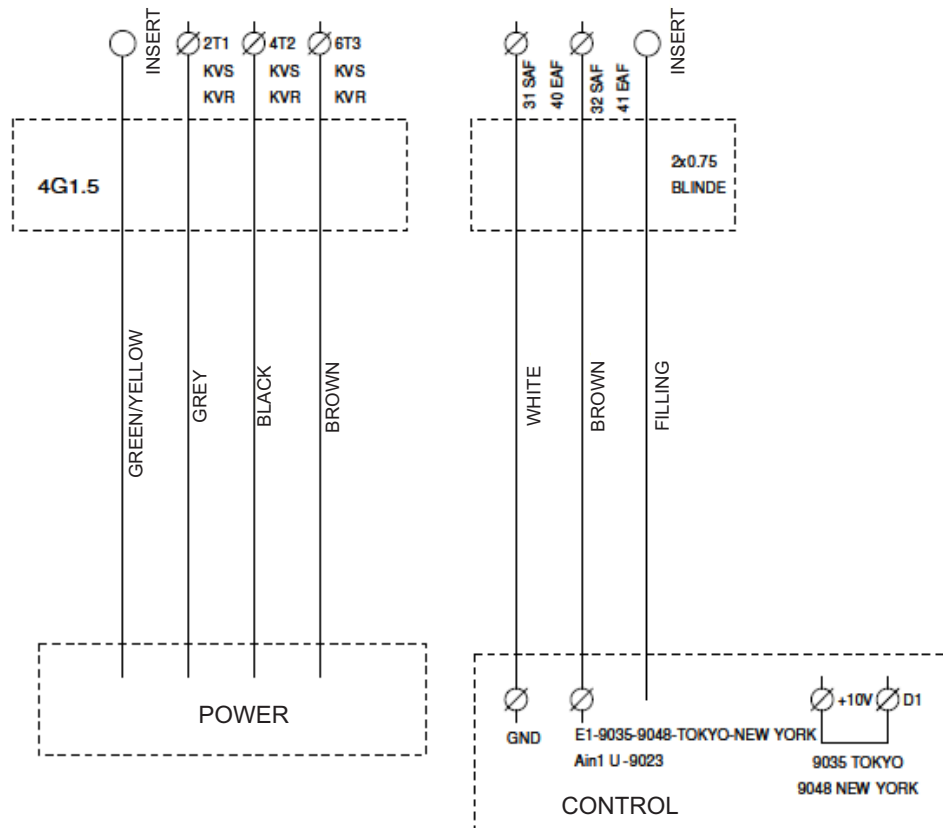 INSERT
2T1
KVS
KVR
4T2
KVS
KVR
6T3
KVS
KVR
31 SAF
40 EAF
32 SAF
41 EAF
INSERT
4G1.5
2x0.75
BLINDE
GREEN/YELLOW
GREY
BLACK
BROWN
WHITE
BROWN
FILLING
POWER
GND
E1-9035-9048-TOKYO-NEW YORK
Ain1 U -9023
+10V
D1
9035 TOKYO
9048 NEW YORK
CONTROL